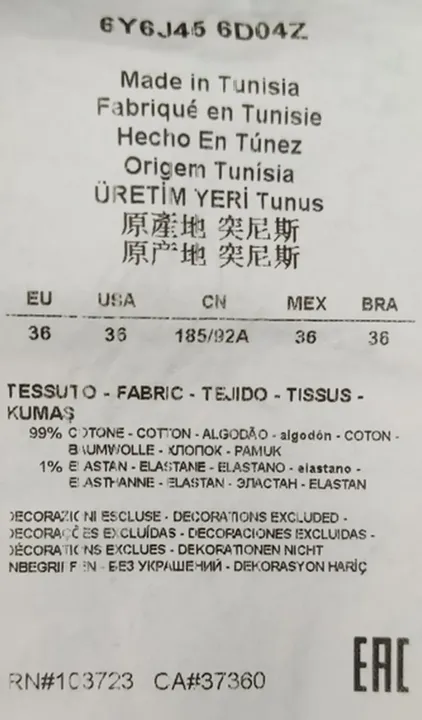 6Y6J45 6D04Z
Made in Tunisia
Fabriqué en Tunisie
Hecho En Túnez
Origem Tunísia
ÜRETİM YERİ Tunus
原產地 突尼斯
原产地 突尼斯
EU USA CN MEX BRA
36 36 185/92A 36 36
TESSUTO - FABRIC - TEJIDO - TISSUS -
KUMAŞ
99% COTONE - COTTON - ALGODÃO - algodón - COTON -
BAUMWOLLE - ХЛОПОК - PAMUK
1% ELASTAN - ELASTANE - ELASTANO - elastano -
ELASTHANNE - ELASTAN - ЭЛАСТАН - ELASTAN
DECORAZIONI ESCLUSE - DECORATIONS EXCLUDED -
DECORAÇÕES EXCLUÍDAS - DECORACIONES EXCLUIDAS -
DÉCORATIONS EXCLUES - DEKORATIONEN NICHT
INBEGRIFFEN - БЕЗ УКРАШЕНИЙ - DEKORASYON HARİÇ
EAC
RN#103723 CA#37360